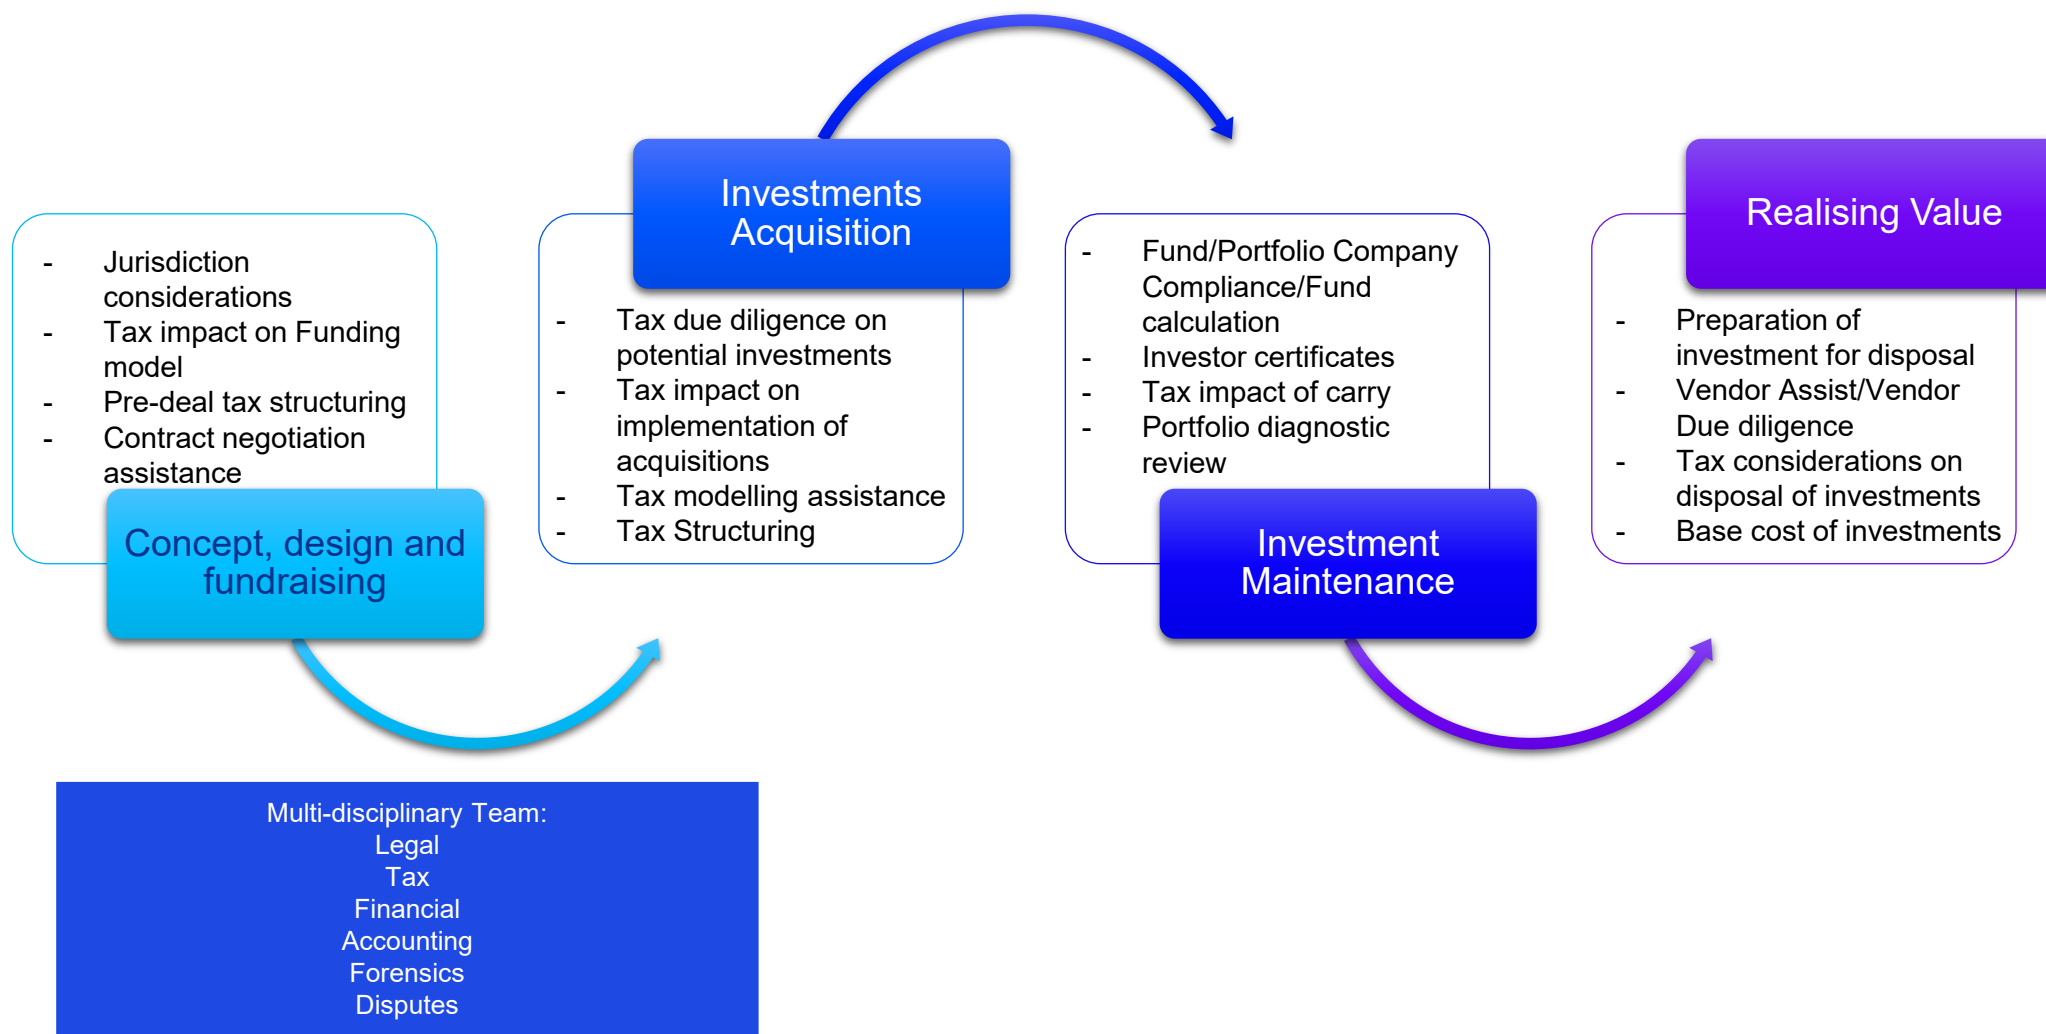 - Jurisdiction
considerations
- Tax impact on Funding
model
- Pre-deal tax structuring
- Contract negotiation
assistance
Concept, design and
fundraising
Investments
Acquisition
- Tax due diligence on
potential investments
- Tax impact on
implementation of
acquisitions
- Tax modelling assistance
- Tax Structuring
- Fund/Portfolio Company
Compliance/Fund
calculation
- Investor certificates
- Tax impact of carry
- Portfolio diagnostic
review
Investment
Maintenance
Realising Value
- Preparation of
investment for disposal
- Vendor Assist/Vendor
Due diligence
- Tax considerations on
disposal of investments
- Base cost of investments
Multi-disciplinary Team:
Legal
Tax
Financial
Accounting
Forensics
Disputes